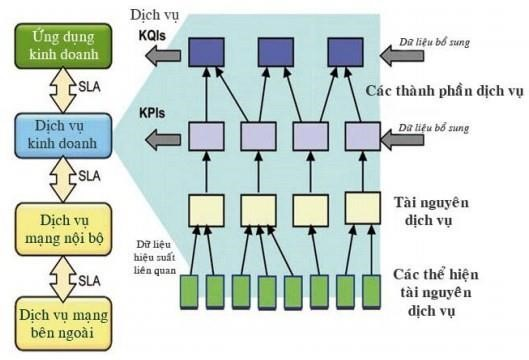 Dịch vụ
KQIs
Dữ liệu bổ sung
Ứng dụng
kinh doanh
SLA
Các thành phần dịch vụ
Dịch vụ
kinh doanh
KPIs
Dữ liệu bổ sung
SLA
Tài nguyên
dịch vụ
Dịch vụ
mạng nội bộ
Dữ liệu
hiệu suất
liên quan
SLA
Các thể hiện
tài nguyên
dịch vụ
Dịch vụ mạng
bên ngoài